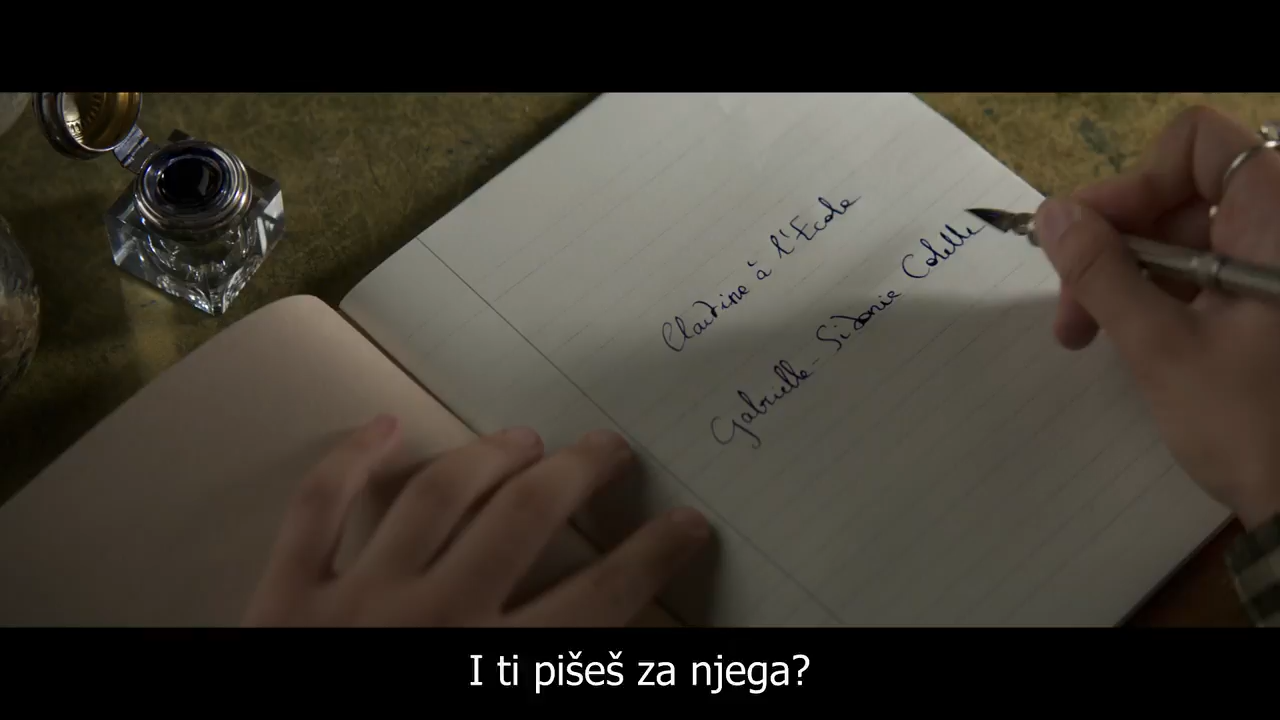 Claudine à l'Ecole
Gabrielle-Sidonie Colette
I ti pišeš za njega?